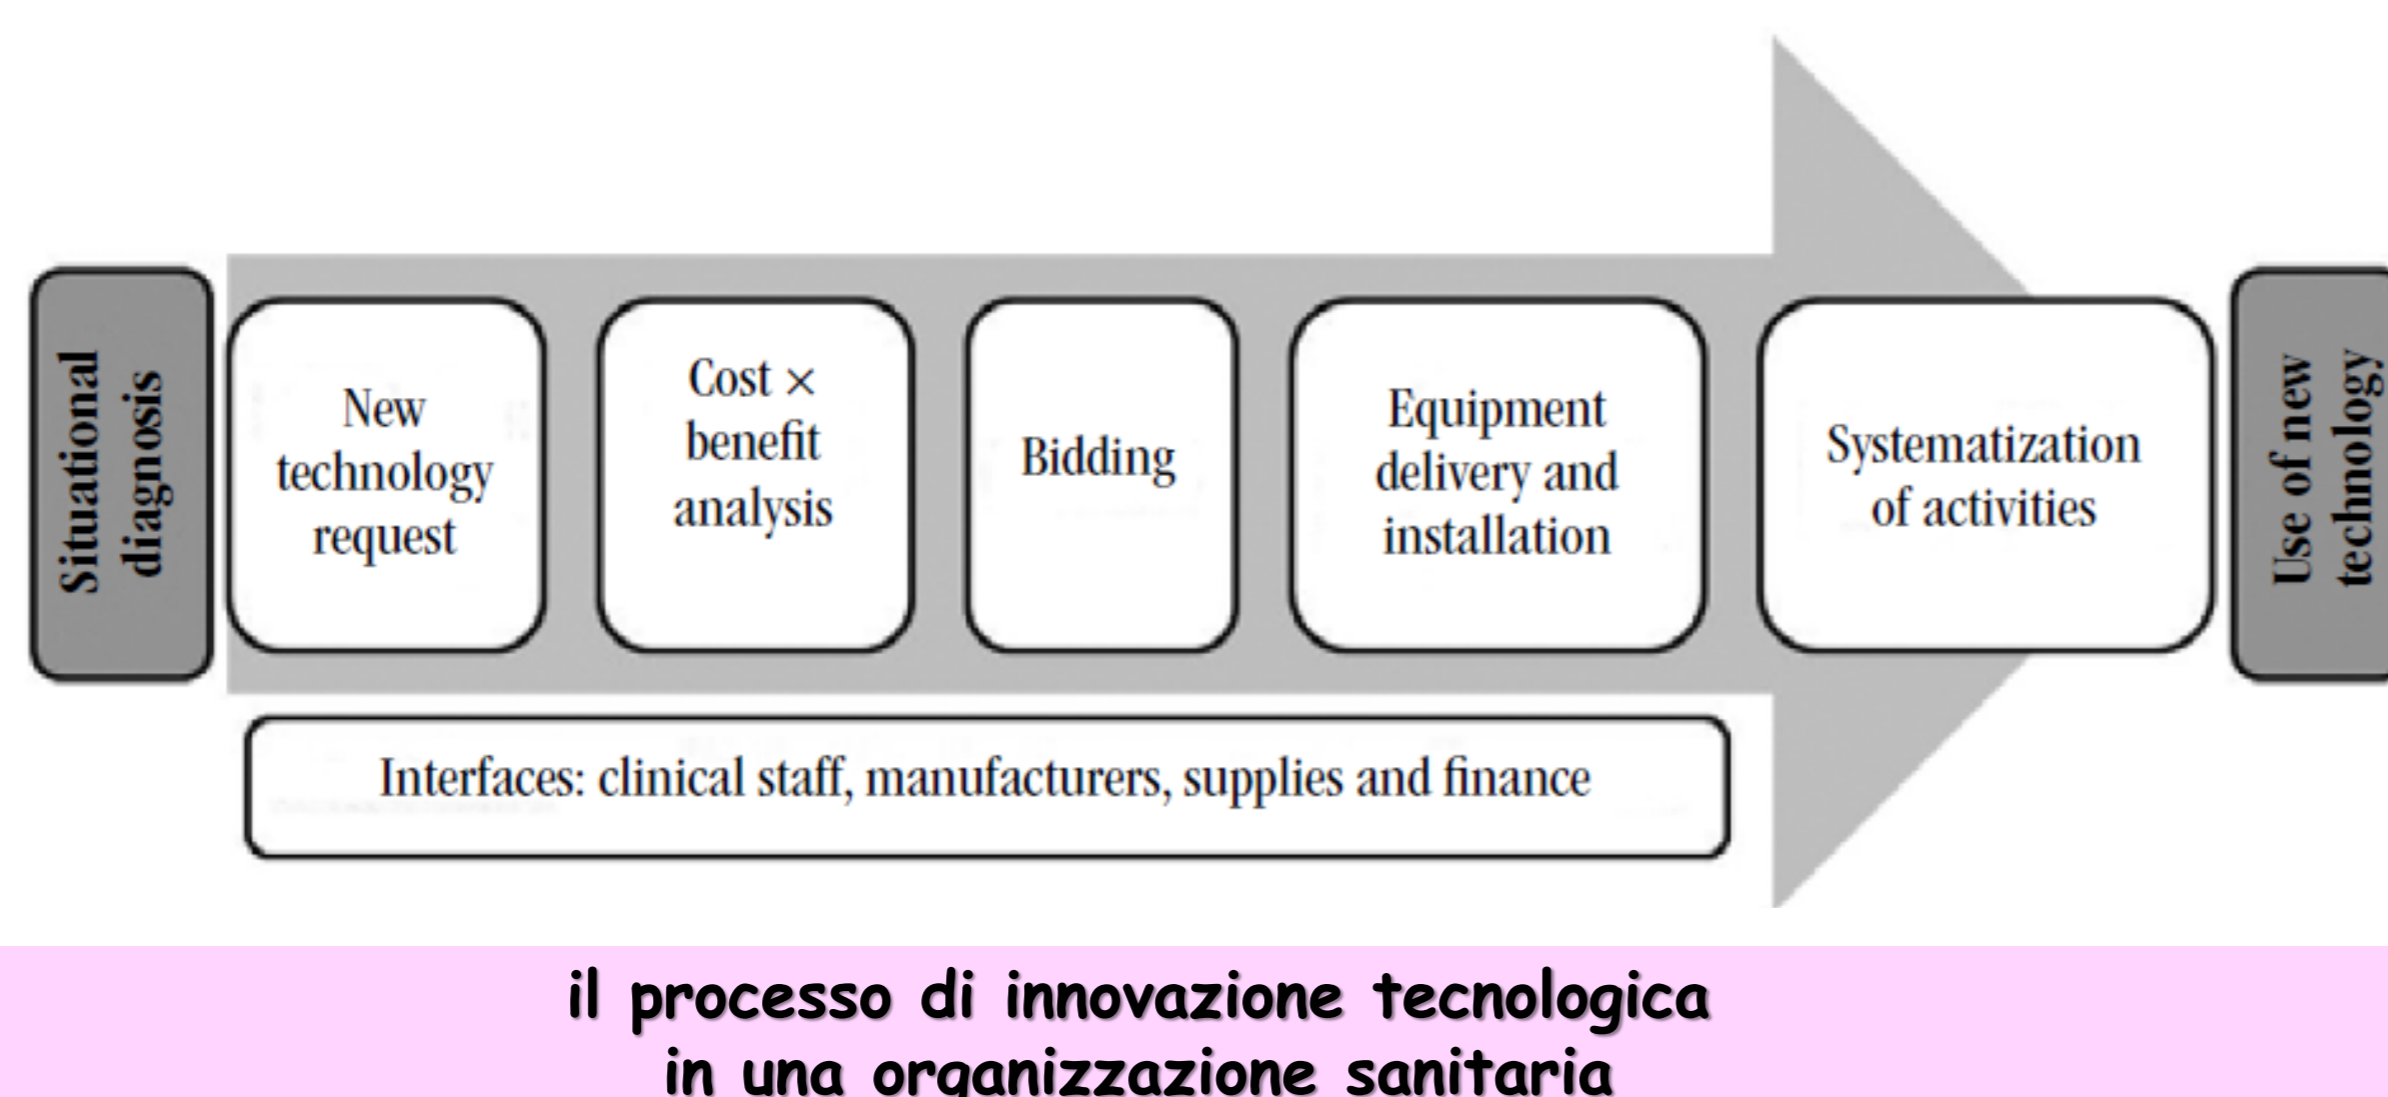 Situational
diagnosis
New
technology
request
Cost ×
benefit
analysis
Bidding
Equipment
delivery and
installation
Systematization
of activities
Use of new
technology
Interfaces: clinical staff, manufacturers, supplies and finance
il processo di innovazione tecnologica
in una organizzazione sanitaria